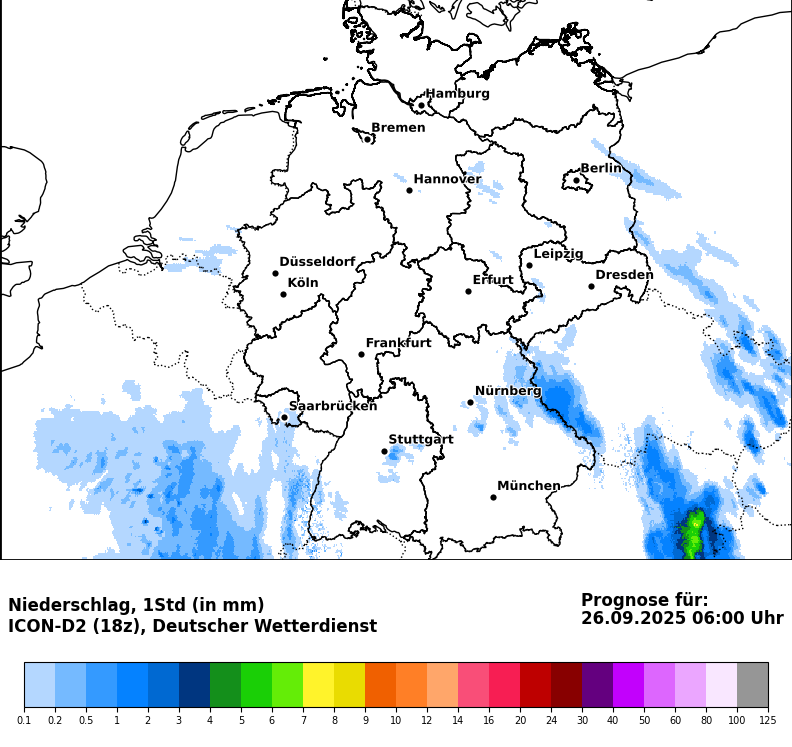 Hamburg
Bremen
Berlin
Hannover
Leipzig
Düsseldorf
Dresden
Köln
Erfurt
Frankfurt
Nürnberg
Saarbrücken
Stuttgart
München
Niederschlag, 1Std (in mm)
ICON-D2 (18z), Deutscher Wetterdienst
Prognose für:
26.09.2025 06:00 Uhr
0.1 0.2 0.5 1 2 3 4 5 6 7 8 9 10 12 14 16 20 24 30 40 50 60 80 100 125